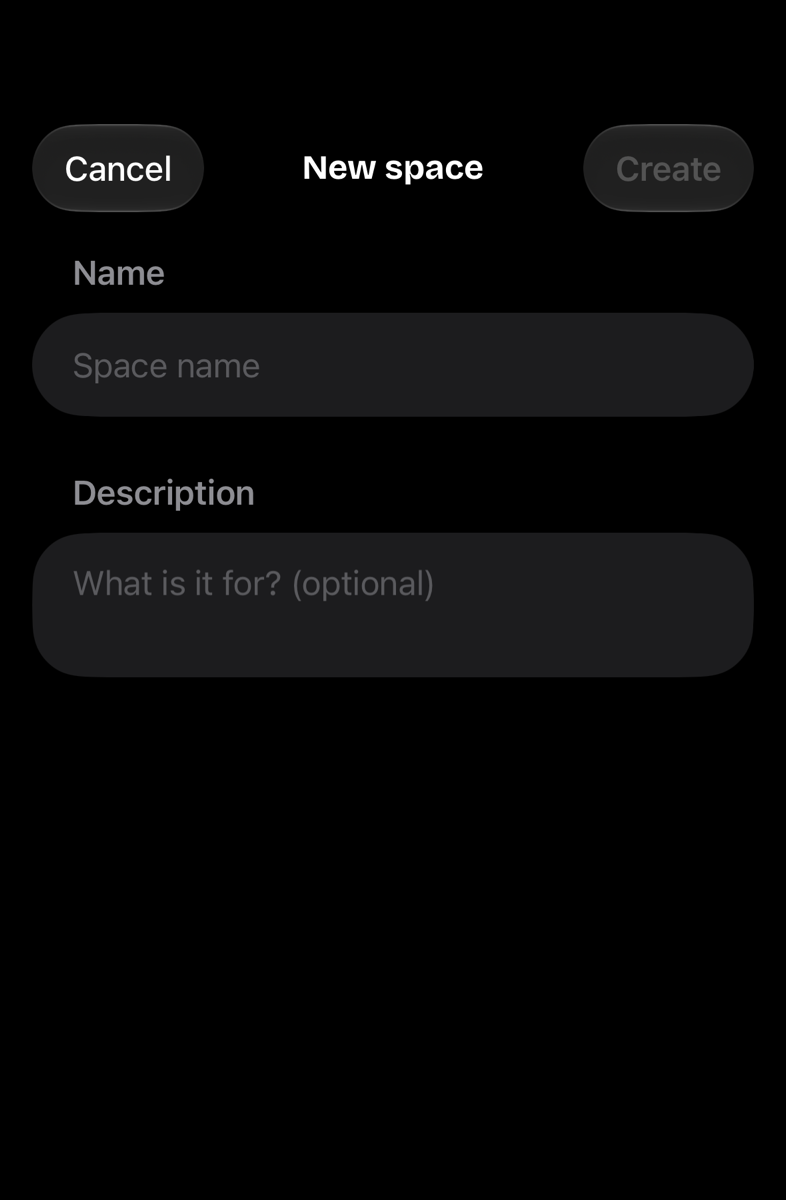 Cancel New space Create
Name
Space name
Description
What is it for? (optional)